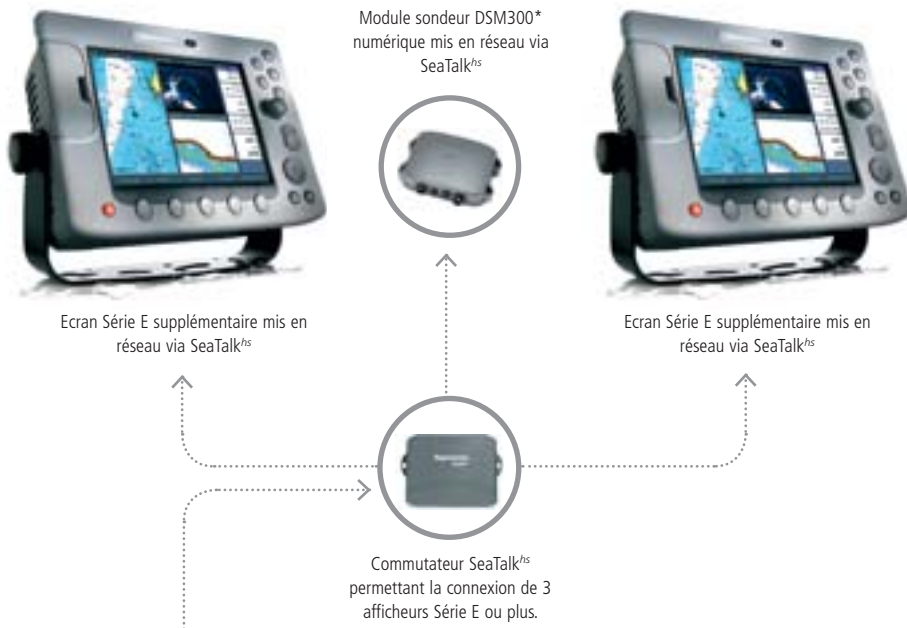 Module sondeur DSM300*
numérique mis en réseau via
SeaTalkhs
Ecran Série E supplémentaire mis en
réseau via SeaTalkhs
Ecran Série E supplémentaire mis en
réseau via SeaTalkhs
Commutateur SeaTalkhs
permettant la connexion de 3
afficheurs Série E ou plus.